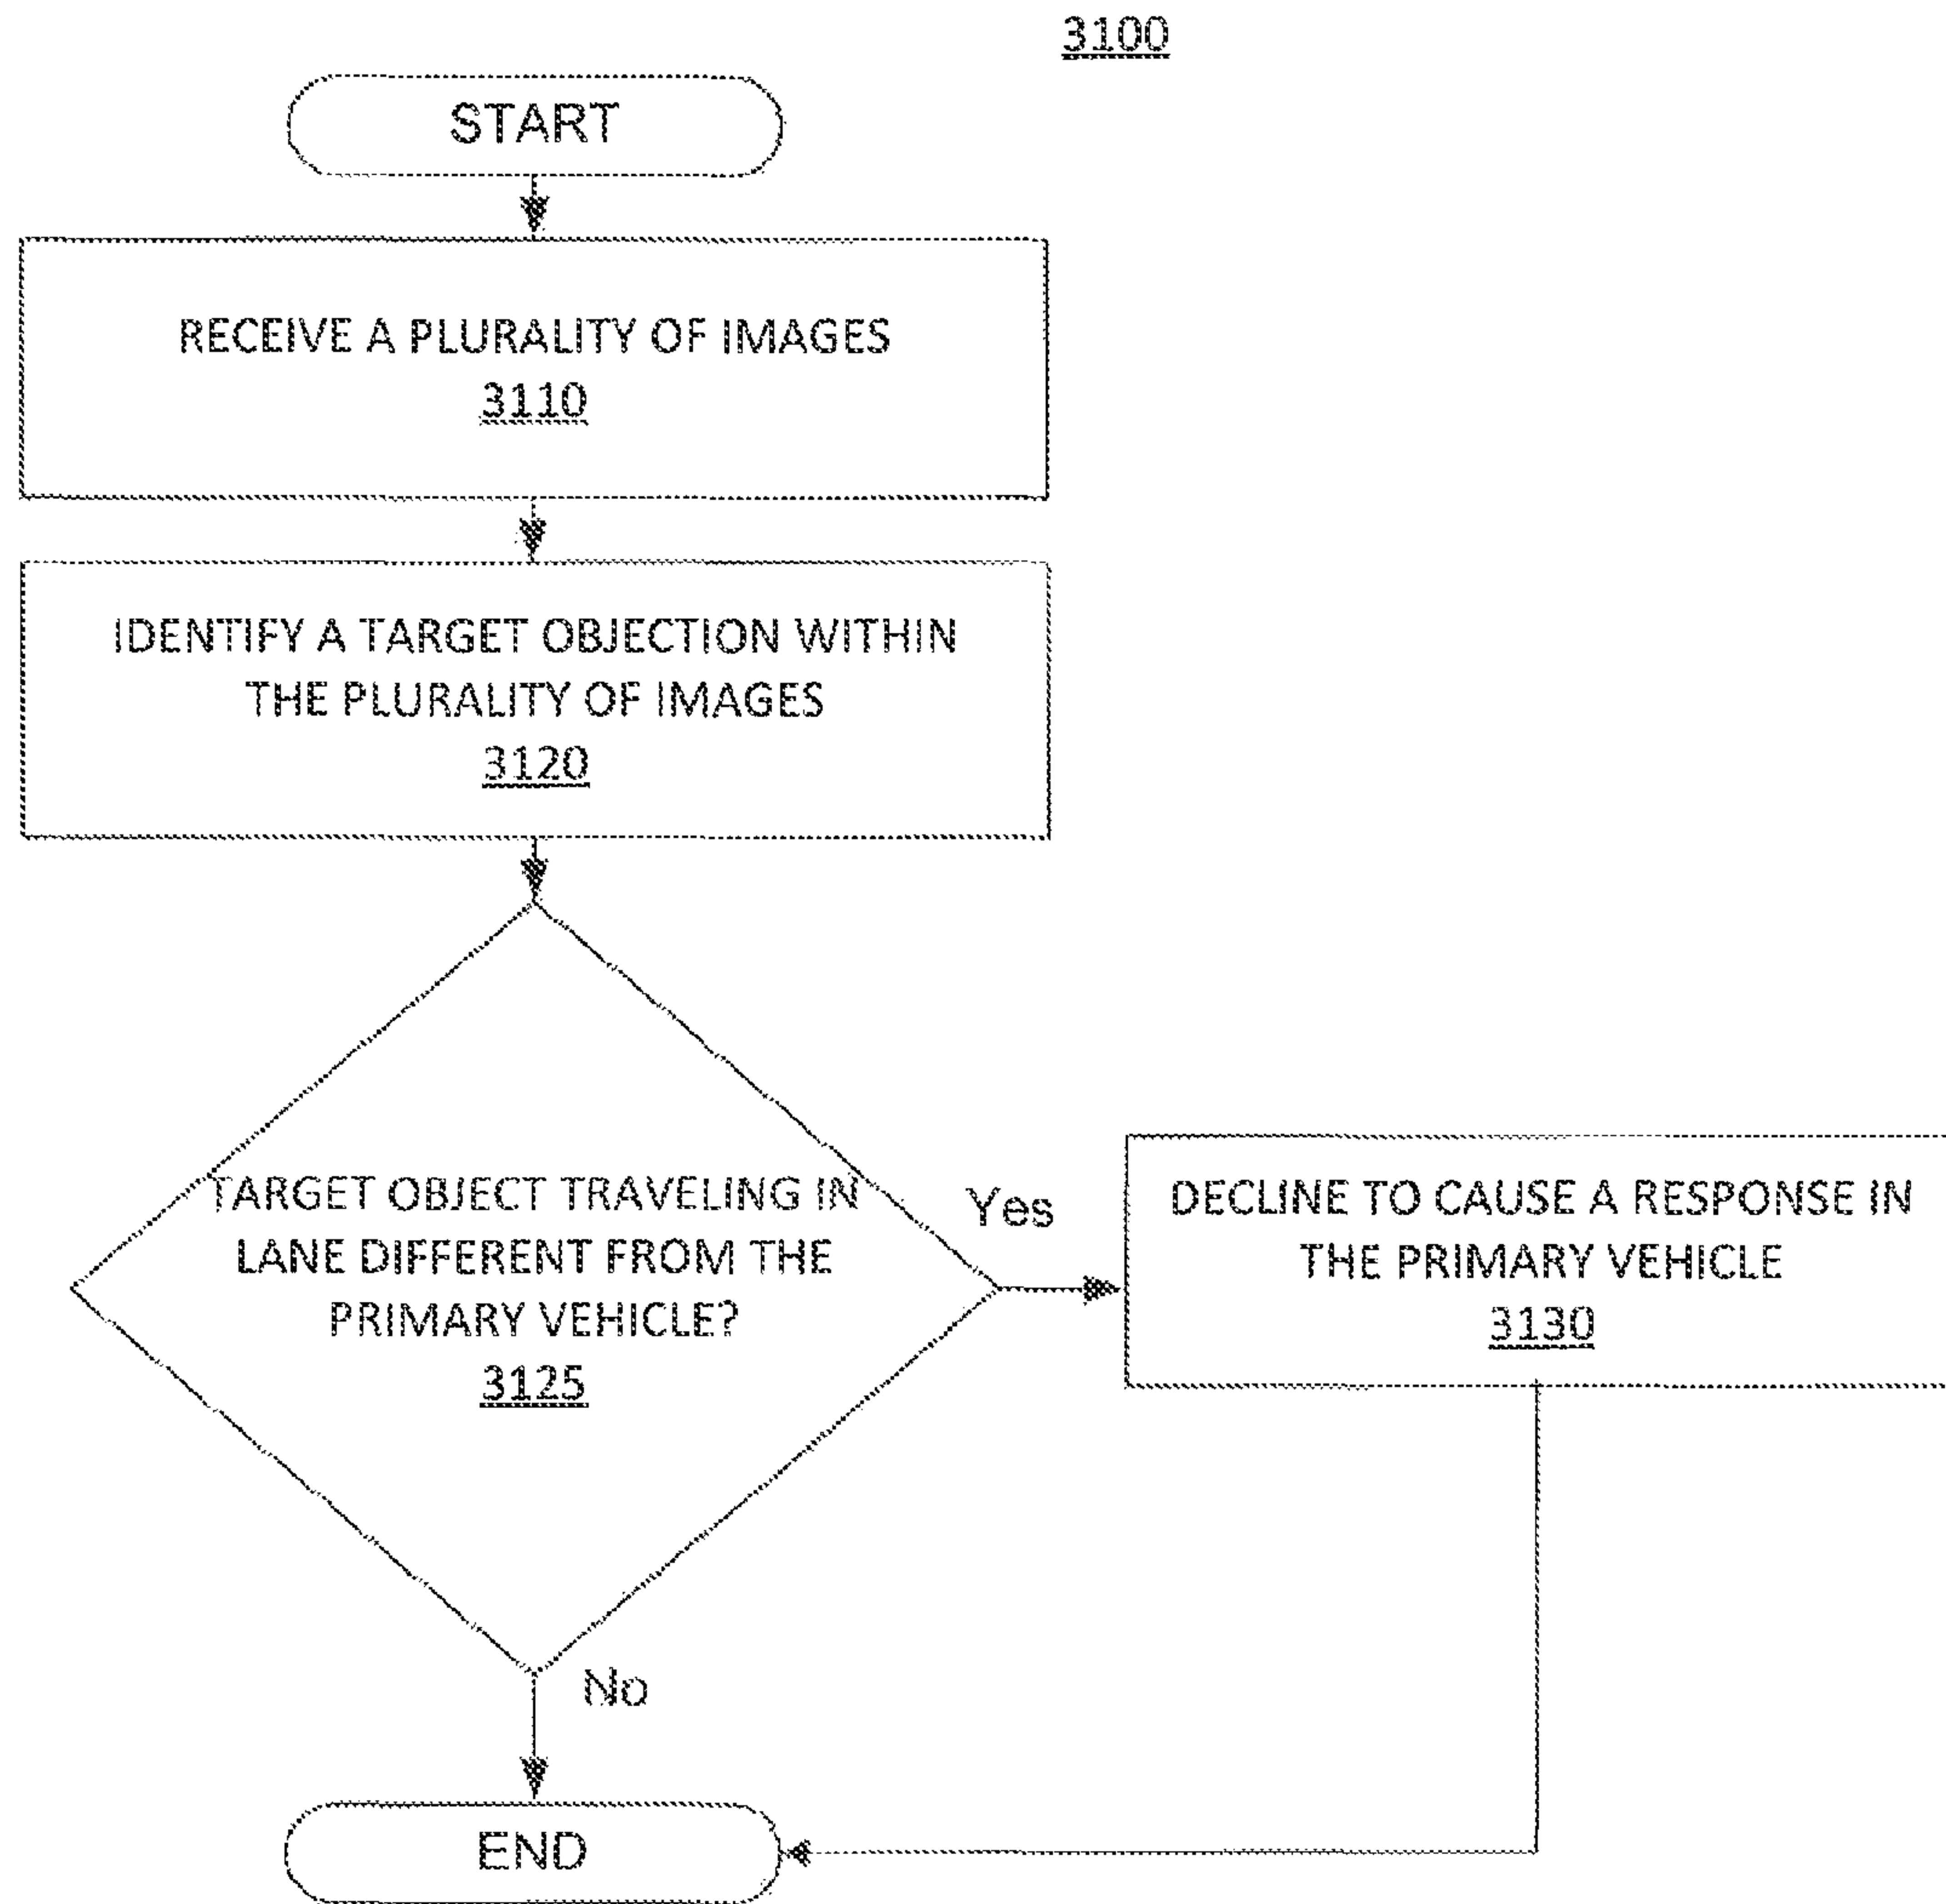 3100
START
RECEIVE A PLURALITY OF IMAGES
3110
IDENTIFY A TARGET OBJECTION WITHIN
THE PLURALITY OF IMAGES
3120
TARGET OBJECT TRAVELING IN
LANE DIFFERENT FROM THE
PRIMARY VEHICLE?
3125
Yes
DECLINE TO CAUSE A RESPONSE IN
THE PRIMARY VEHICLE
3130
No
END